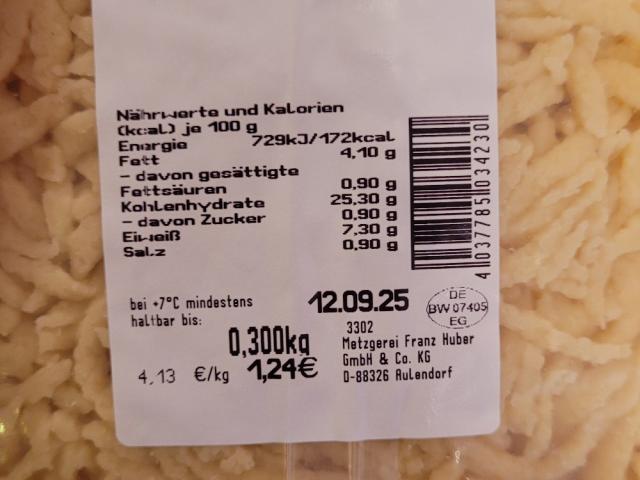 Nährwerte und Kalorien
(kcal) je 100 g
Energie 729kJ/172kcal
Fett 4,10 g
- davon gesättigte
Fettsäuren 0,90 g
Kohlenhydrate 25,30 g
- davon Zucker 0,90 g
Eiweiß 7,30 g
Salz 0,90 g
4037785034230
bei +7°C mindestens
haltbar bis:
12.09.25
DE
BW 07405
EG
0,300kg
4,13 €/kg 1,24€
3302
Metzgerei Franz Huber
GmbH & Co. KG
D-88326 Aulendorf